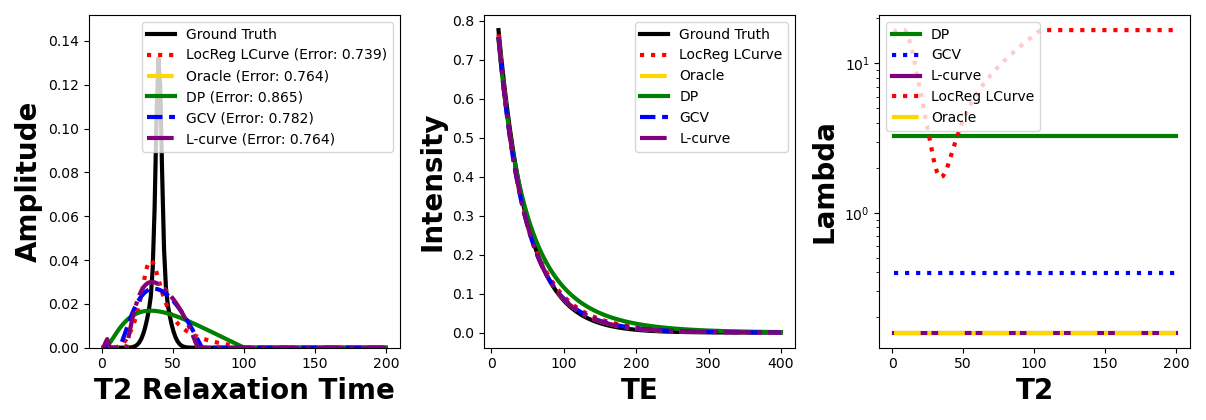 Amplitude
0.14
0.12
0.10
0.08
0.06
0.04
0.02
0.00
Ground Truth
LocReg LCurve (Error: 0.739)
Oracle (Error: 0.764)
DP (Error: 0.865)
GCV (Error: 0.782)
L-curve (Error: 0.764)
0 50 100 150 200
T2 Relaxation Time
Intensity
0.8
0.7
0.6
0.5
0.4
0.3
0.2
0.1
0.0
Ground Truth
LocReg LCurve
Oracle
DP
GCV
L-curve
0 100 200 300 400
TE
Lambda
10¹
10⁰
DP
GCV
L-curve
LocReg LCurve
Oracle
0 50 100 150 200
T2